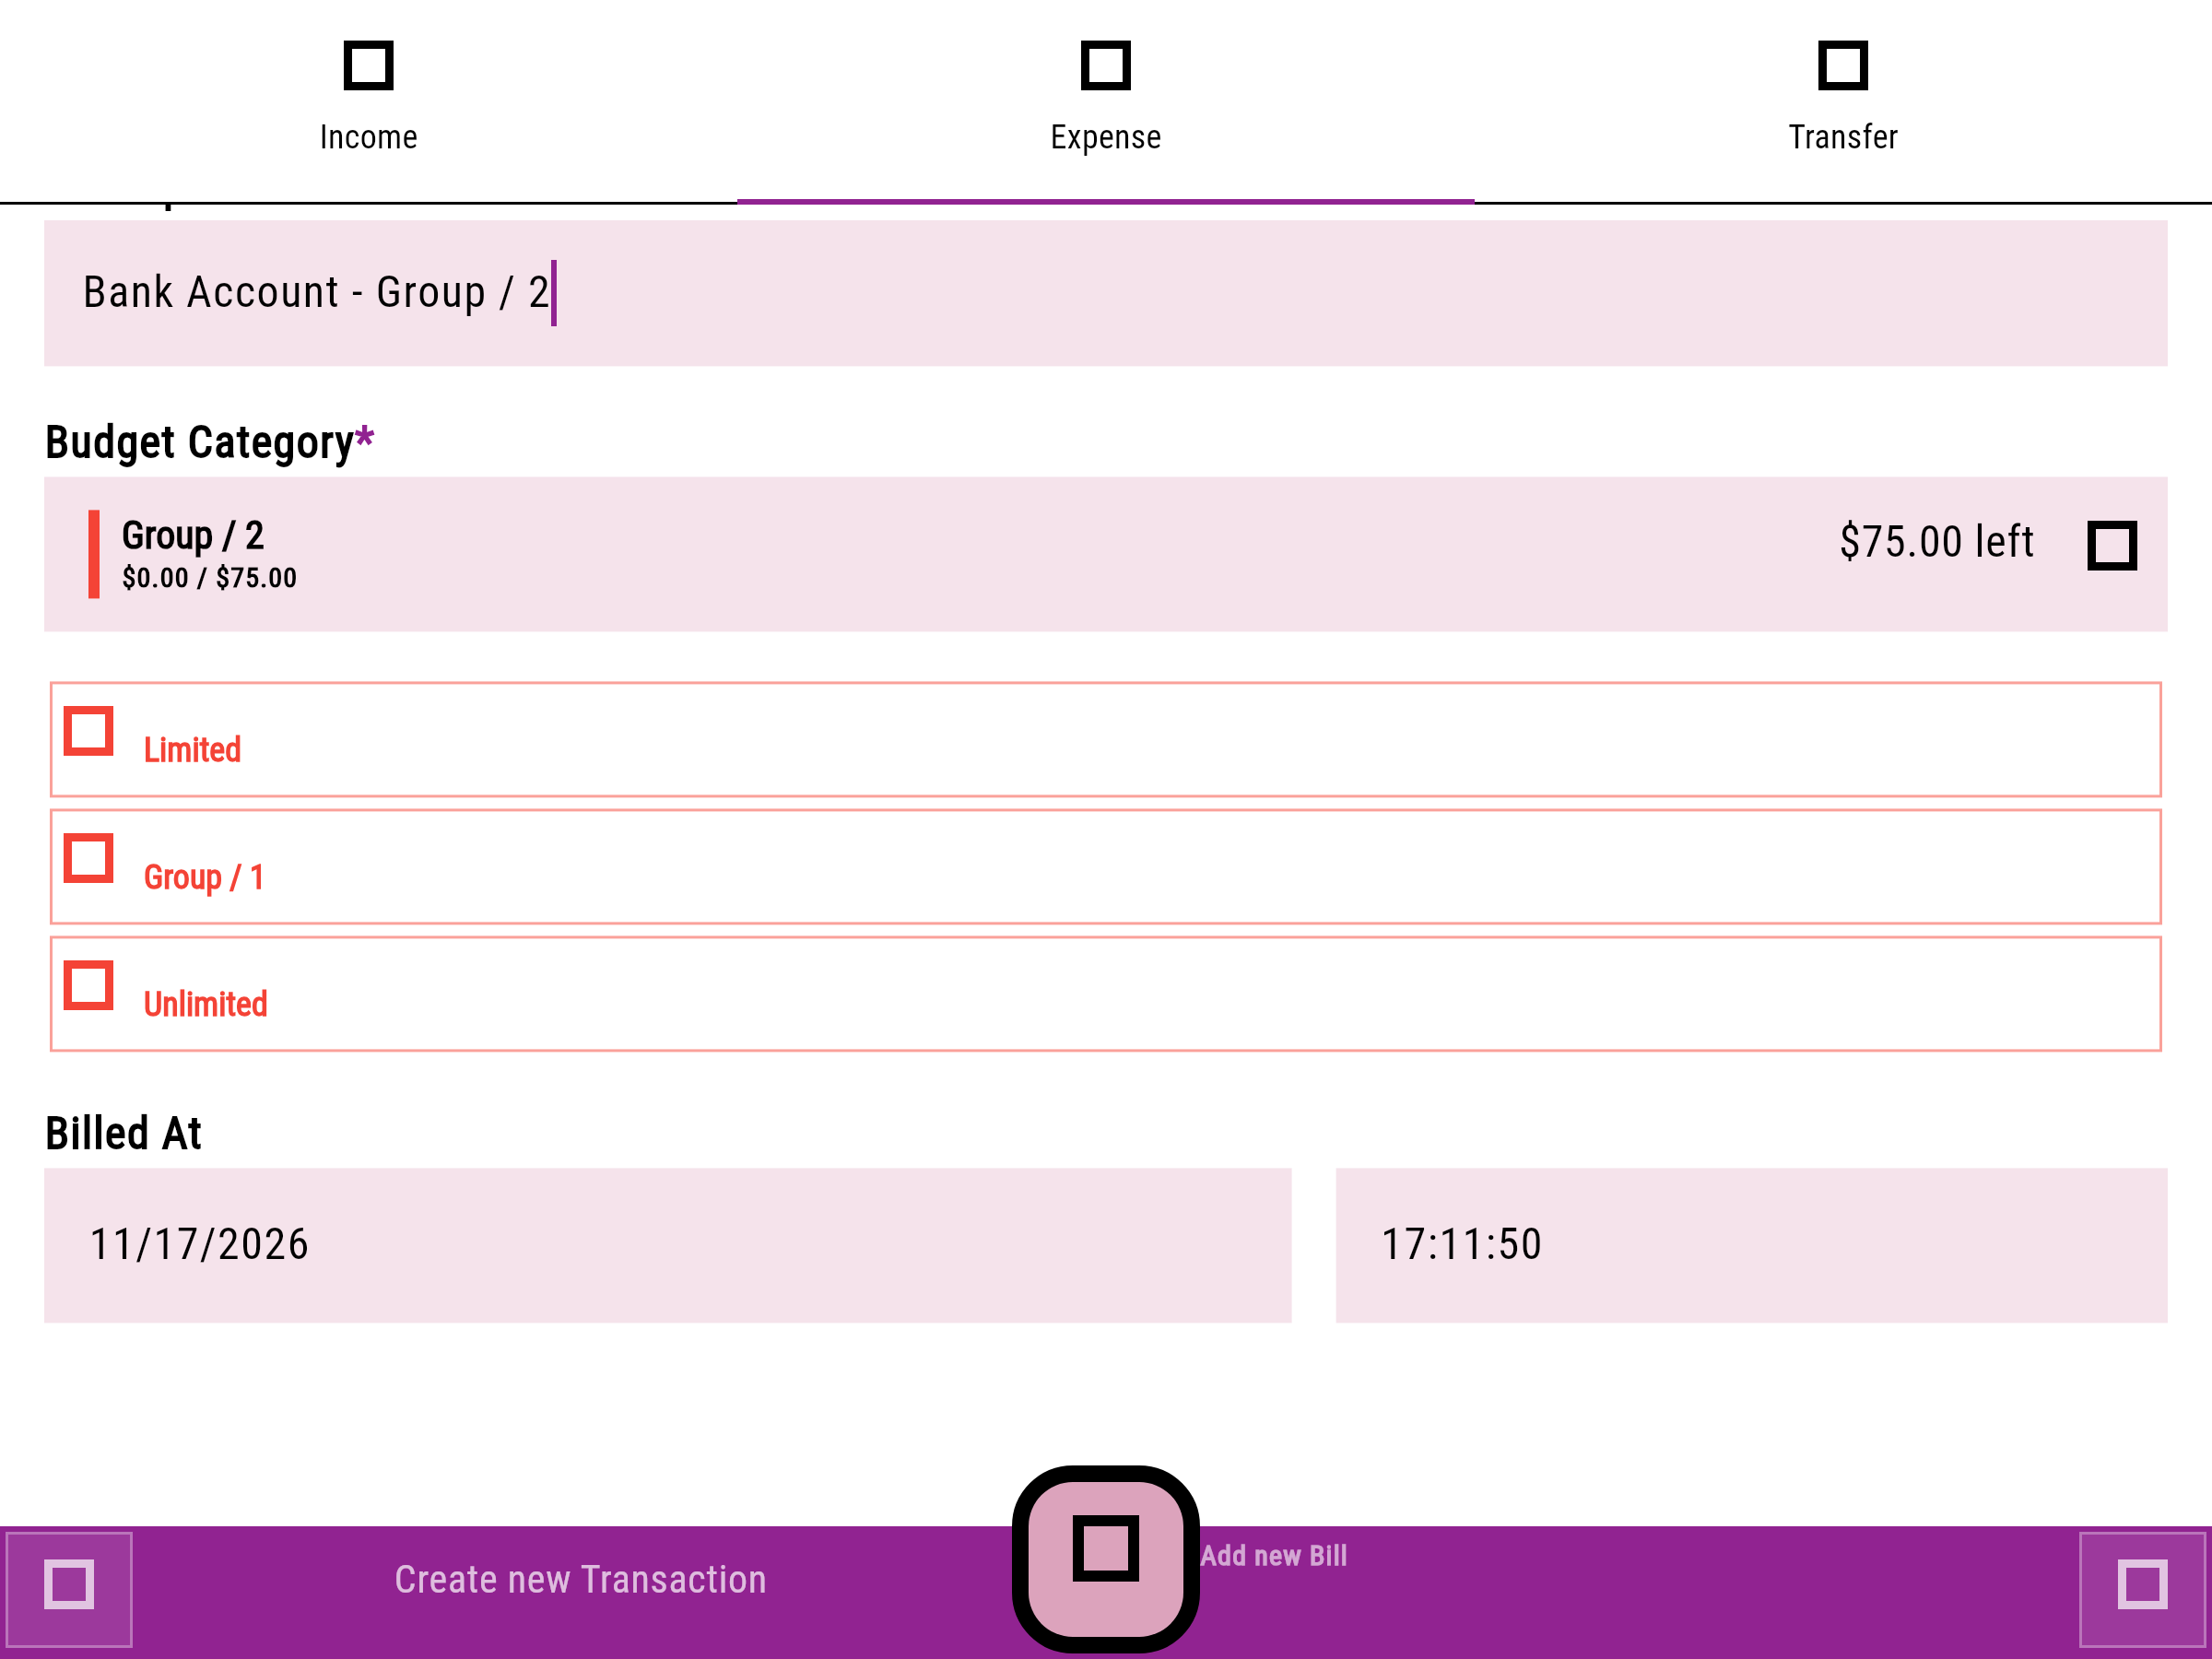 Income
Expense
Transfer
Bank Account - Group / 2
Budget Category*
Group / 2
$0.00 / $75.00
$75.00 left
Limited
Group / 1
Unlimited
Billed At
11/17/2026
17:11:50
Create new Transaction
Add new Bill